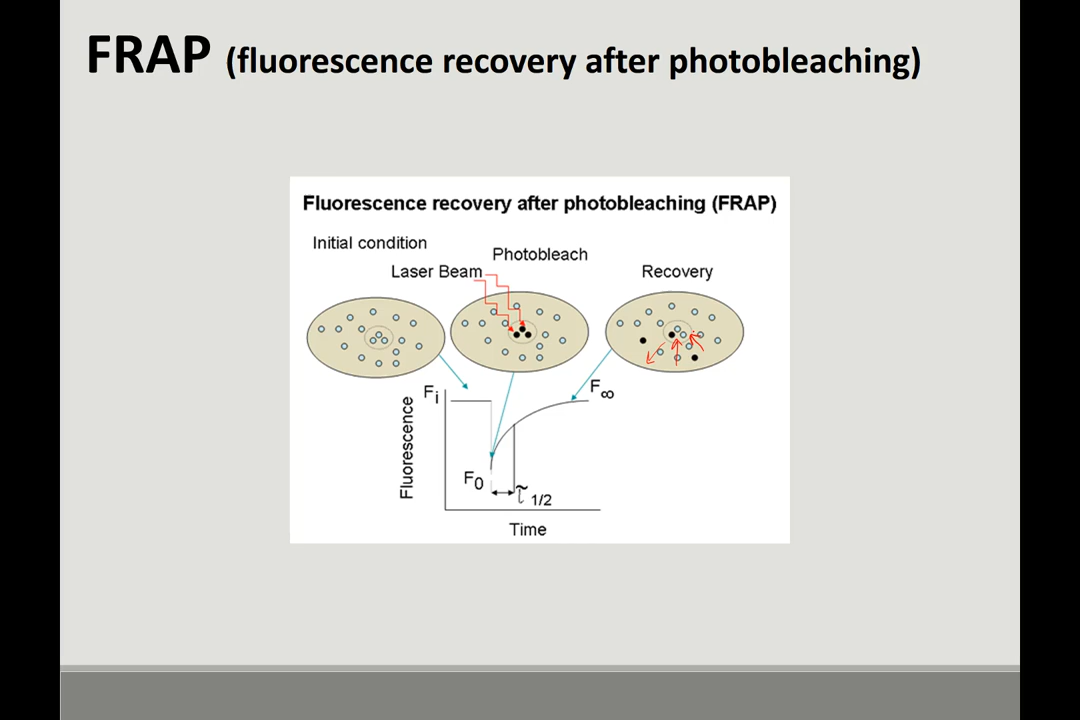 FRAP (fluorescence recovery after photobleaching)
Fluorescence recovery after photobleaching (FRAP)
Initial condition
Photobleach
Laser Beam
Recovery
Fi
F∞
Fluorescence
F0
τ̃ 1/2
Time